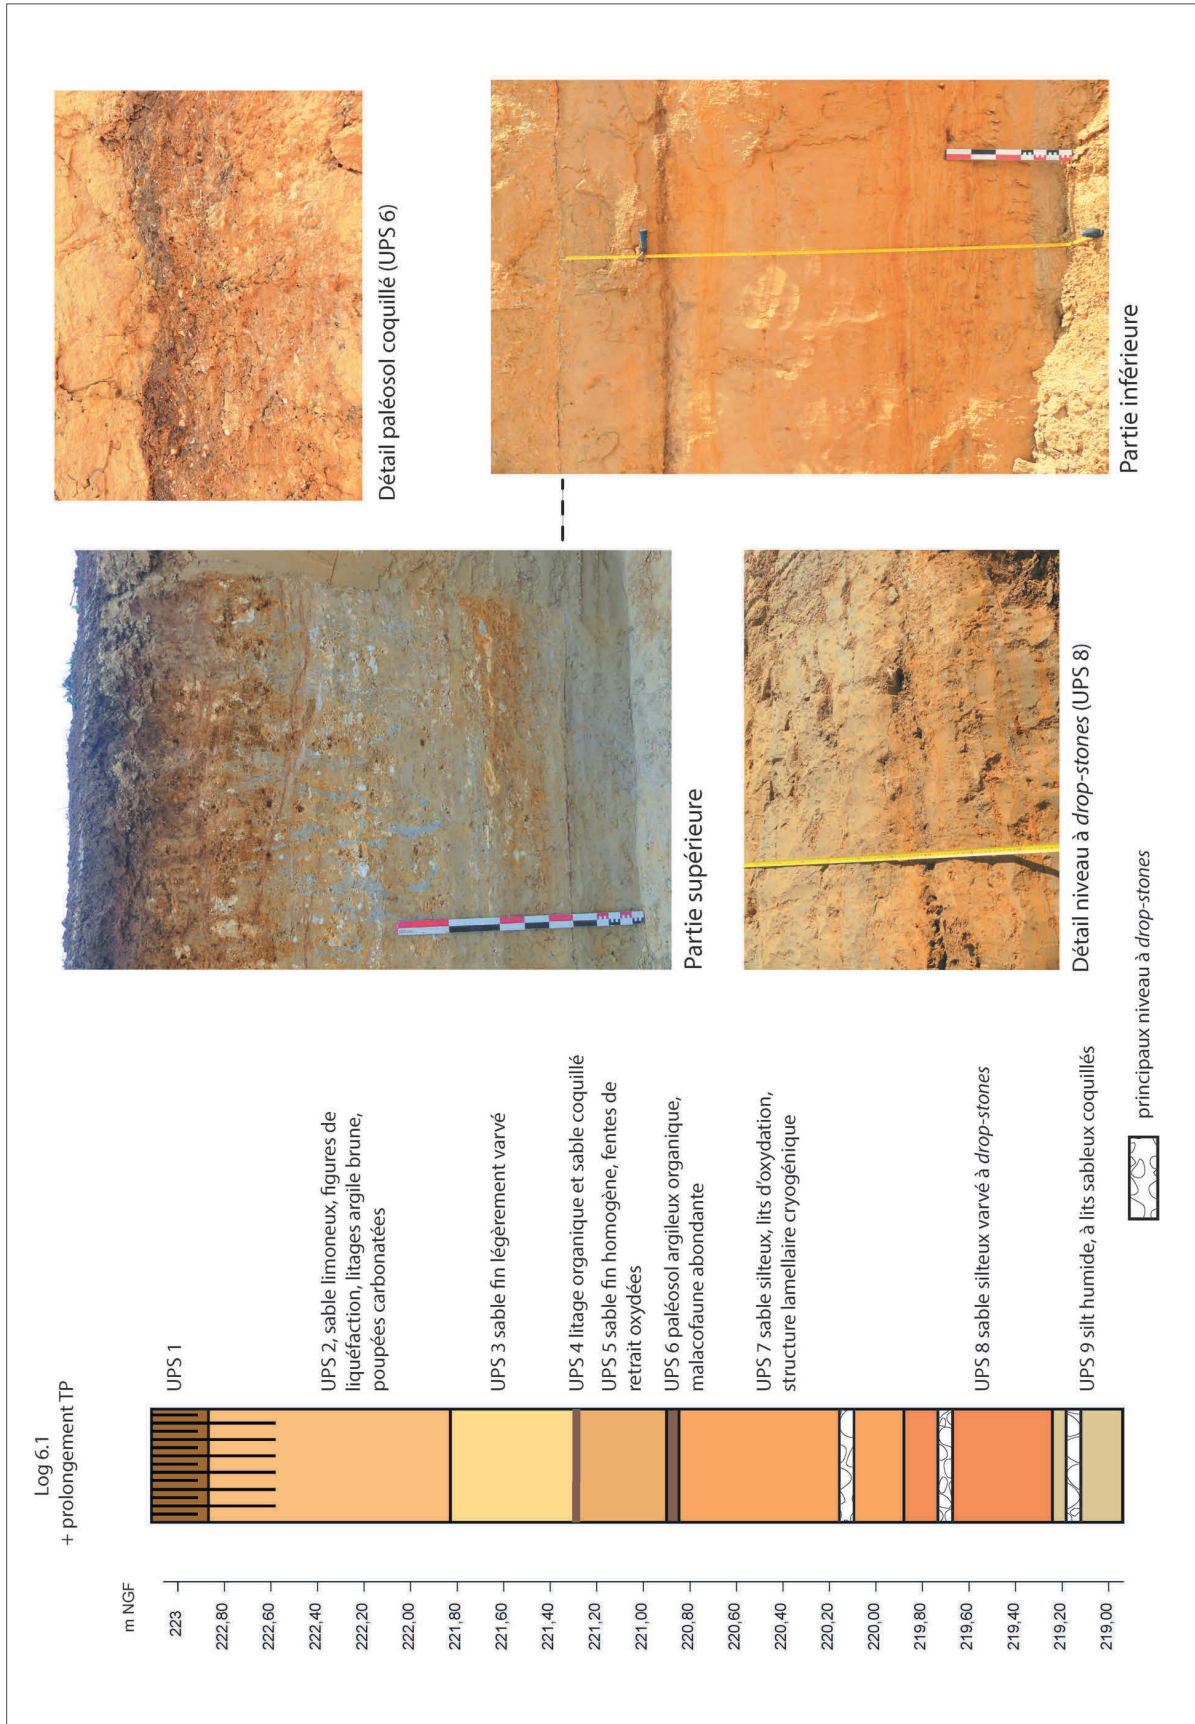 Log 6.1
+ prolongement TP
m NGF
223
222,80
222,60
222,40
222,20
222,00
221,80
221,60
221,40
221,20
221,00
220,80
220,60
220,40
220,20
220,00
219,80
219,60
219,40
219,20
219,00
UPS 1
UPS 2, sable limoneux, figures de
liquéfaction, litages argile brune,
poupées carbonatées
UPS 3 sable fin légèrement varvé
UPS 4 litage organique et sable coquillé
UPS 5 sable fin homogène, fentes de
retrait oxydées
UPS 6 paléosol argileux organique,
malacofaune abondante
UPS 7 sable silteux, lits d'oxydation,
structure lamellaire cryogénique
UPS 8 sable silteux varvé à drop-stones
UPS 9 silt humide, à lits sableux coquillés
principaux niveau à drop-stones
Partie supérieure
Détail niveau à drop-stones (UPS 8)
Détail paléosol coquillé (UPS 6)
Partie inférieure